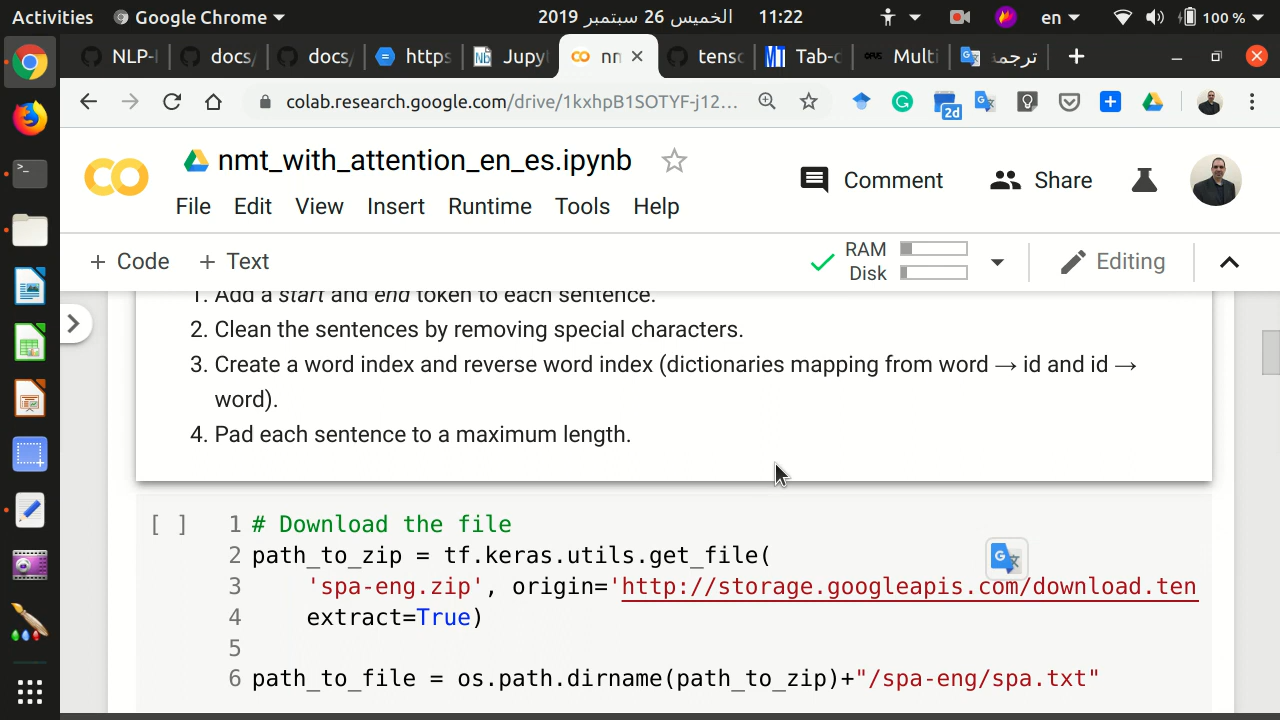 Activities
Google Chrome
الخميس 26 سبتمبر 2019
11:22
en
100 %
NLP-
docs/
docs/
https
Jupy
nn
tens
Tab-c
Multi
ترجمة
colab.research.google.com/drive/1kxhpB1SOTYF-j12...
2d
nmt_with_attention_en_es.ipynb
Comment
Share
File Edit View Insert Runtime Tools Help
+ Code
+ Text
RAM
Disk
Editing
1. Add a start and end token to each sentence.
2. Clean the sentences by removing special characters.
3. Create a word index and reverse word index (dictionaries mapping from word → id and id →
word).
4. Pad each sentence to a maximum length.
[ ]
1 # Download the file
2 path_to_zip = tf.keras.utils.get_file(
3     'spa-eng.zip', origin='http://storage.googleapis.com/download.ten
4     extract=True)
5
6 path_to_file = os.path.dirname(path_to_zip)+"/spa-eng/spa.txt"